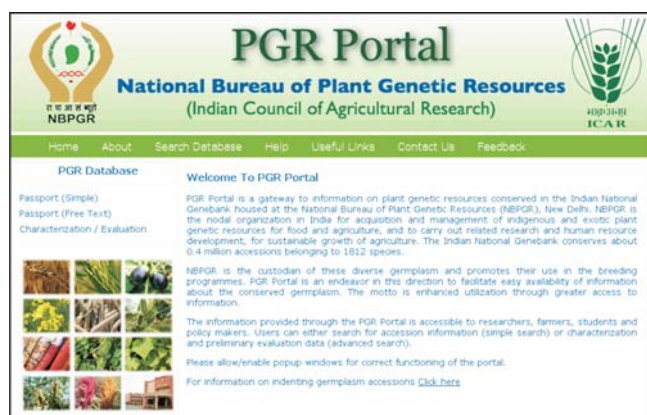 PGR Portal
National Bureau of Plant Genetic Resources
(Indian Council of Agricultural Research)
NBPGR
ICAR
Home About Search Database Help Useful Links Contact Us Feedback
PGR Database
Passport (Simple)
Passport (Free Text)
Characterization / Evaluation
Welcome To PGR Portal
PGR Portal is a gateway to information on plant genetic resources conserved in the Indian National
Genebank housed at the National Bureau of Plant Genetic Resources (NBPGR), New Delhi. NBPGR is
the nodal organization in India for acquisition and management of indigenous and exotic plant
genetic resources for food and agriculture, and to carry out related research and human resource
development, for sustainable growth of agriculture. The Indian National Genebank conserves about
0.4 million accessions belonging to 1812 species.
NBPGR is the custodian of these diverse germplasm and promotes their use in the breeding
programmes. PGR Portal is an endeavor in this direction to facilitate easy availability of information
about the conserved germplasm. The motto is enhanced utilization through greater access to
information.
The information provided through the PGR Portal is accessible to researchers, farmers, students and
policy makers. Users can either search for accession information (simple search) or characterization
and preliminary evaluation data (advanced search).
Please allow/enable popup windows for correct functioning of the portal.
For information on indenting germplasm accessions Click here